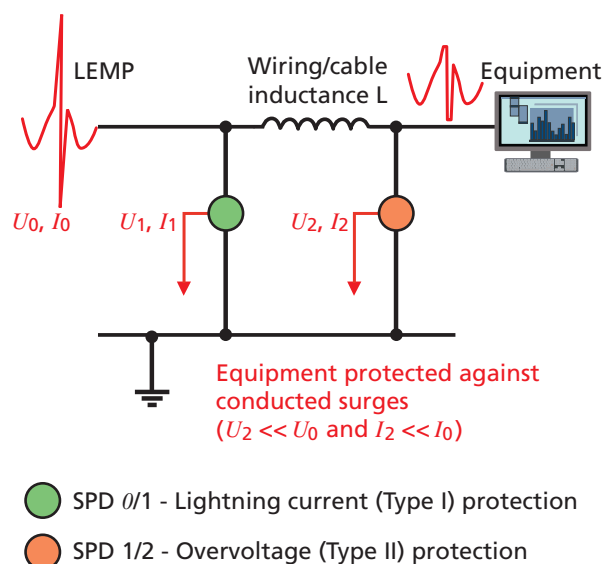 LEMP
Wiring/cable
inductance L
Equipment
U0, I0
U1, I1
U2, I2
Equipment protected against
conducted surges
(U2 << U0 and I2 << I0)
SPD 0/1 - Lightning current (Type I) protection
SPD 1/2 - Overvoltage (Type II) protection